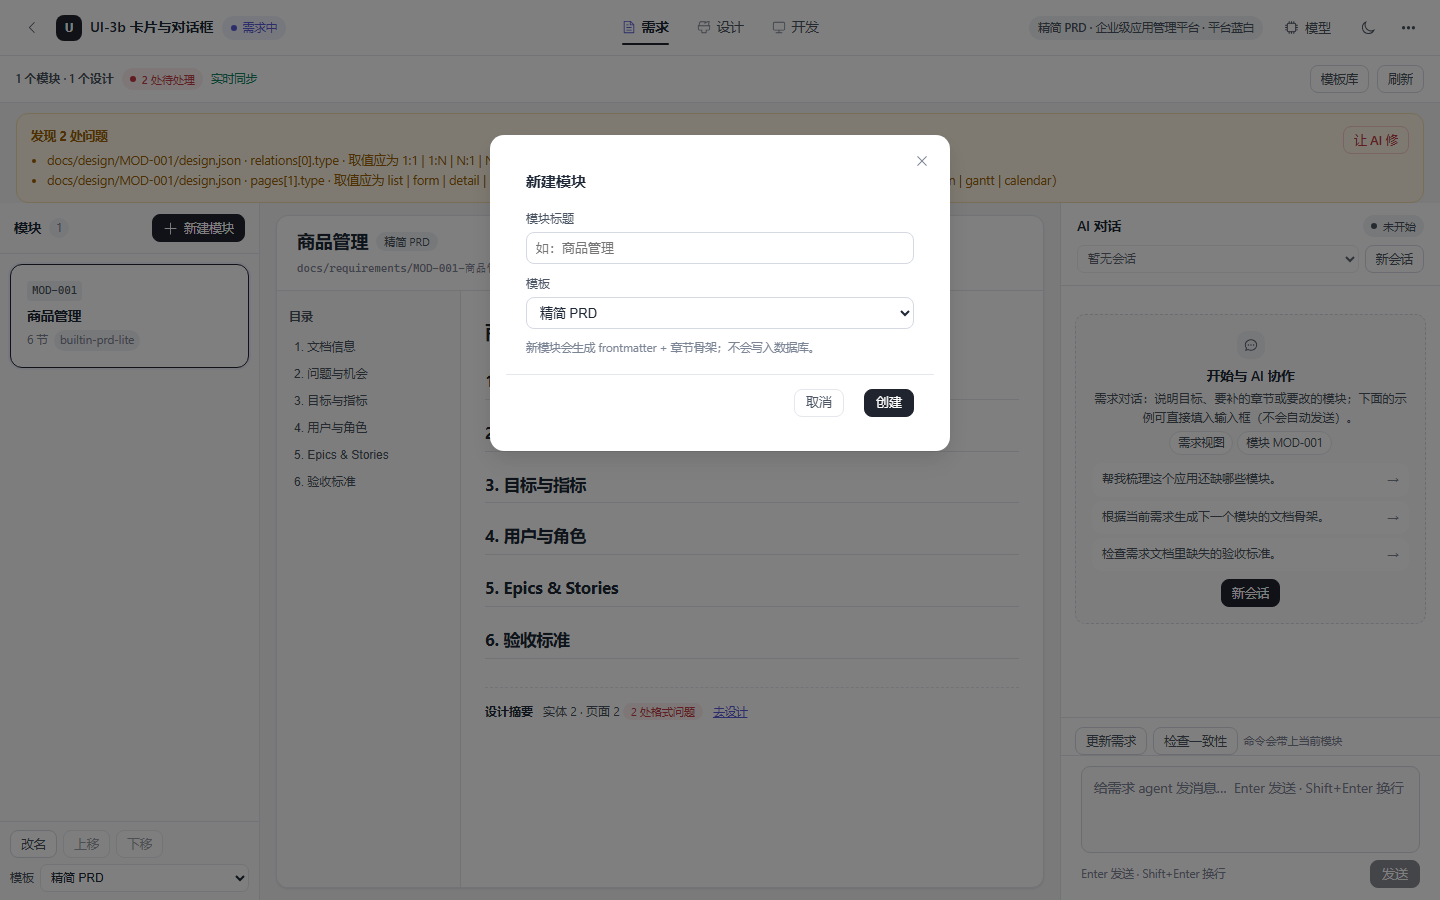 U UI-3b 卡片与对话框 需求中 需求 设计 开发 精简 PRD · 企业级应用管理平台 · 平台蓝白 模型
1 个模块 · 1 个设计 2 处待处理 实时同步 模板库 刷新
发现 2 处问题
让 AI 修
docs/design/MOD-001/design.json · relations[0].type · 取值应为 1:1 | 1:N | N:1 |
docs/design/MOD-001/design.json · pages[1].type · 取值应为 list | form | detail | | gantt | calendar）
模块 1 新建模块
MOD-001
商品管理
6 节 builtin-prd-lite
改名 上移 下移
模板 精简 PRD
商品管理 精简 PRD
docs/requirements/MOD-001-商品
目录
1. 文档信息
2. 问题与机会
3. 目标与指标
4. 用户与角色
5. Epics & Stories
6. 验收标准
3. 目标与指标
4. 用户与角色
5. Epics & Stories
6. 验收标准
设计摘要 实体 2 · 页面 2 2 处格式问题 去设计
新建模块
模块标题
如：商品管理
模板
精简 PRD
新模块会生成 frontmatter + 章节骨架；不会写入数据库。
取消 创建
AI 对话 未开始
暂无会话 新会话
开始与 AI 协作
需求对话：说明目标、要补的章节或要改的模块；下面的示
例可直接填入输入框（不会自动发送）。
需求视图 模块 MOD-001
帮我梳理这个应用还缺哪些模块。 →
根据当前需求生成下一个模块的文档骨架。 →
检查需求文档里缺失的验收标准。 →
新会话
更新需求 检查一致性 命令会带上当前模块
给需求 agent 发消息… Enter 发送 · Shift+Enter 换行
Enter 发送 · Shift+Enter 换行 发送